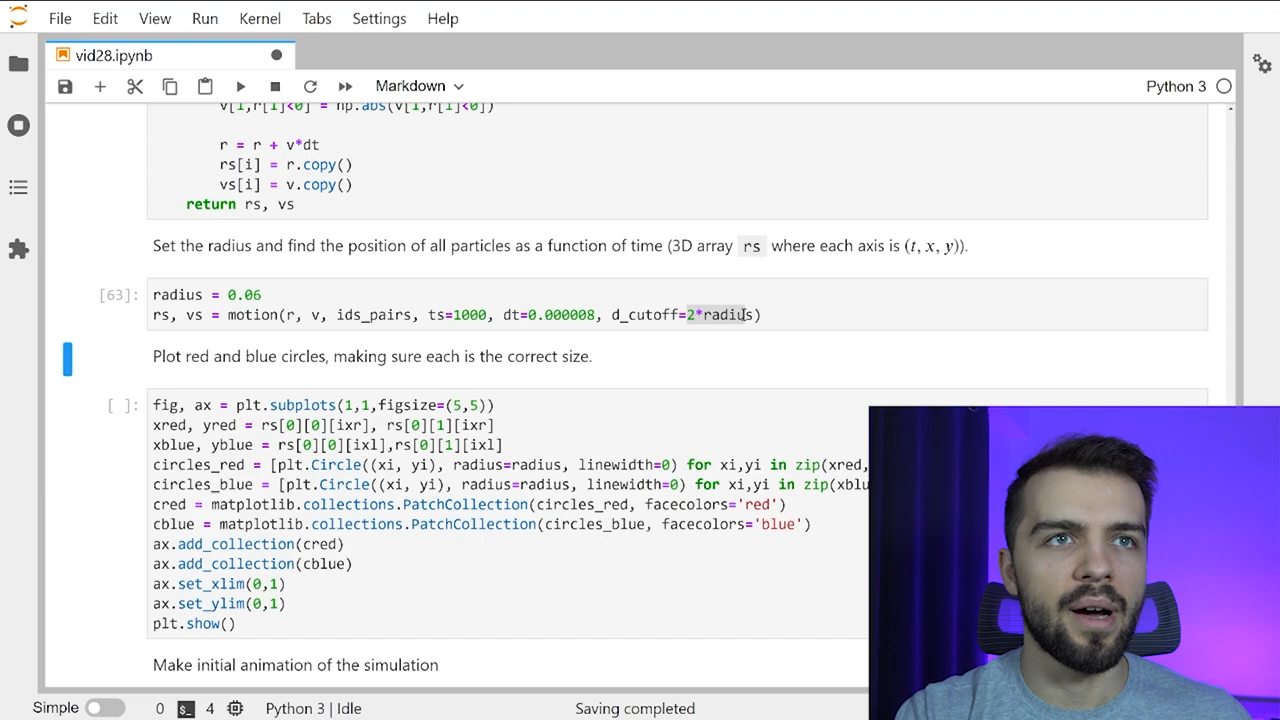 File Edit View Run Kernel Tabs Settings Help
vid28.ipynb
Markdown
Python 3
v[1,r[1]<0] = np.abs(v[1,r[1]<0])
r = r + v*dt
rs[i] = r.copy()
vs[i] = v.copy()
return rs, vs
Set the radius and find the position of all particles as a function of time (3D array rs where each axis is (t, x, y)).
[63]: radius = 0.06
rs, vs = motion(r, v, ids_pairs, ts=1000, dt=0.000008, d_cutoff=2*radius)
Plot red and blue circles, making sure each is the correct size.
[ ]: fig, ax = plt.subplots(1,1,figsize=(5,5))
xred, yred = rs[0][0][ixr], rs[0][1][ixr]
xblue, yblue = rs[0][0][ixl],rs[0][1][ixl]
circles_red = [plt.Circle((xi, yi), radius=radius, linewidth=0) for xi,yi in zip(xred,
circles_blue = [plt.Circle((xi, yi), radius=radius, linewidth=0) for xi,yi in zip(xblu
cred = matplotlib.collections.PatchCollection(circles_red, facecolors='red')
cblue = matplotlib.collections.PatchCollection(circles_blue, facecolors='blue')
ax.add_collection(cred)
ax.add_collection(cblue)
ax.set_xlim(0,1)
ax.set_ylim(0,1)
plt.show()
Make initial animation of the simulation
Simple 0 $_ 4 Python 3 | Idle Saving completed